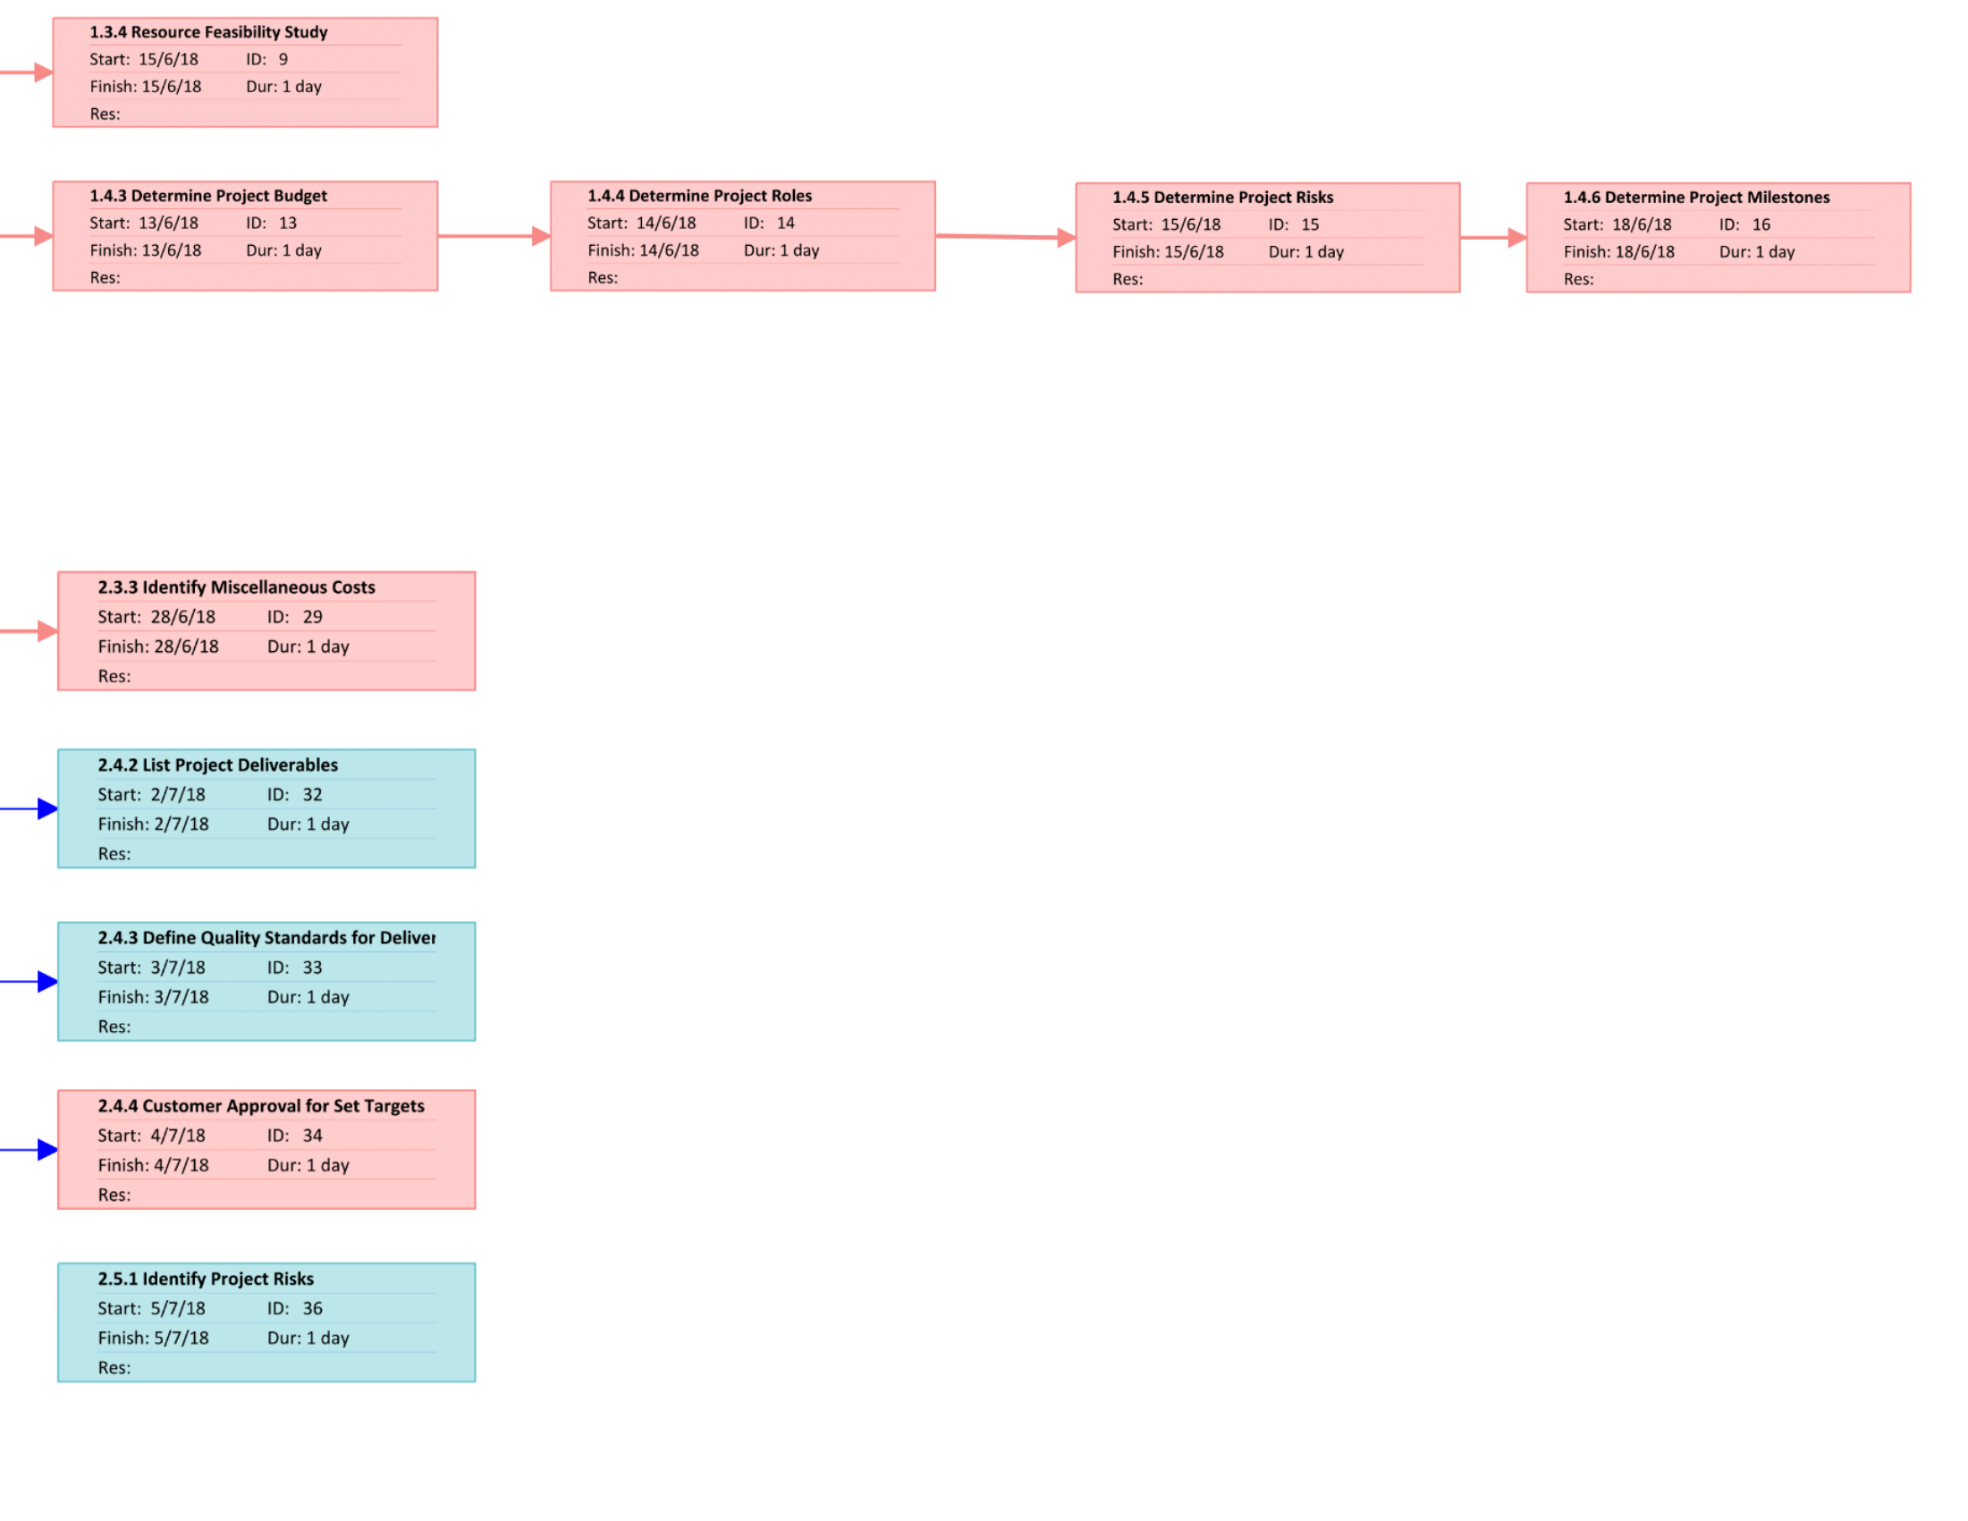 1.3.4 Resource Feasibility Study
Start: 15/6/18 ID: 9
Finish: 15/6/18 Dur: 1 day
Res:
1.4.3 Determine Project Budget
Start: 13/6/18 ID: 13
Finish: 13/6/18 Dur: 1 day
Res:
1.4.4 Determine Project Roles
Start: 14/6/18 ID: 14
Finish: 14/6/18 Dur: 1 day
Res:
1.4.5 Determine Project Risks
Start: 15/6/18 ID: 15
Finish: 15/6/18 Dur: 1 day
Res:
1.4.6 Determine Project Milestones
Start: 18/6/18 ID: 16
Finish: 18/6/18 Dur: 1 day
Res:
2.3.3 Identify Miscellaneous Costs
Start: 28/6/18 ID: 29
Finish: 28/6/18 Dur: 1 day
Res:
2.4.2 List Project Deliverables
Start: 2/7/18 ID: 32
Finish: 2/7/18 Dur: 1 day
Res:
2.4.3 Define Quality Standards for Deliver
Start: 3/7/18 ID: 33
Finish: 3/7/18 Dur: 1 day
Res:
2.4.4 Customer Approval for Set Targets
Start: 4/7/18 ID: 34
Finish: 4/7/18 Dur: 1 day
Res:
2.5.1 Identify Project Risks
Start: 5/7/18 ID: 36
Finish: 5/7/18 Dur: 1 day
Res: